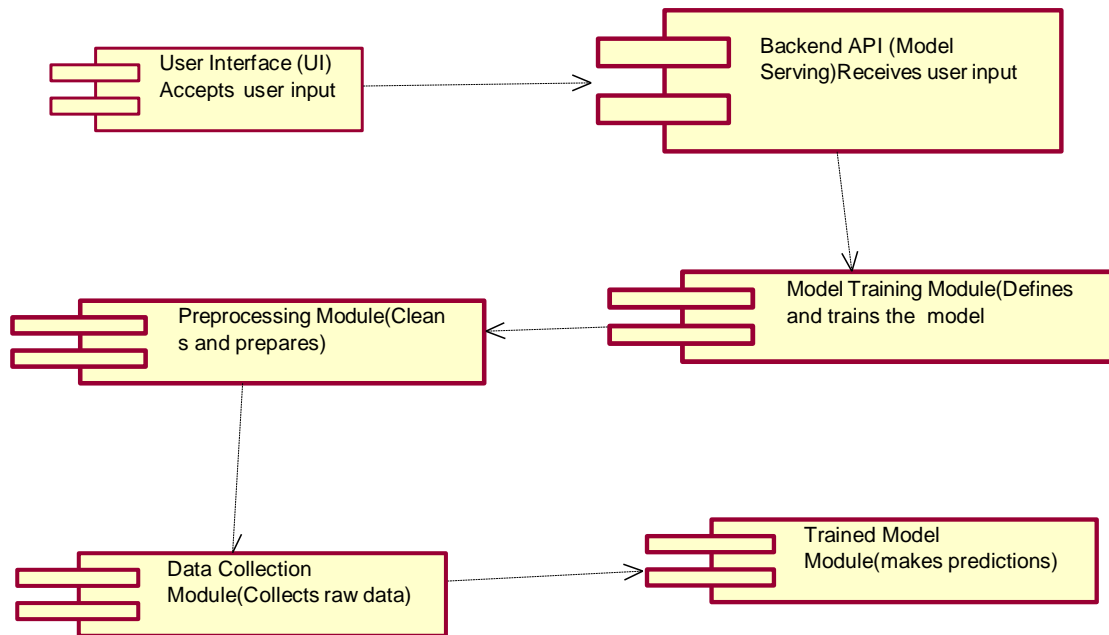 User Interface (UI)
Accepts user input
Backend API (Model
Serving)Receives user input
Preprocessing Module(Clean
s and prepares)
Model Training Module(Defines
and trains the model
Data Collection
Module(Collects raw data)
Trained Model
Module(makes predictions)